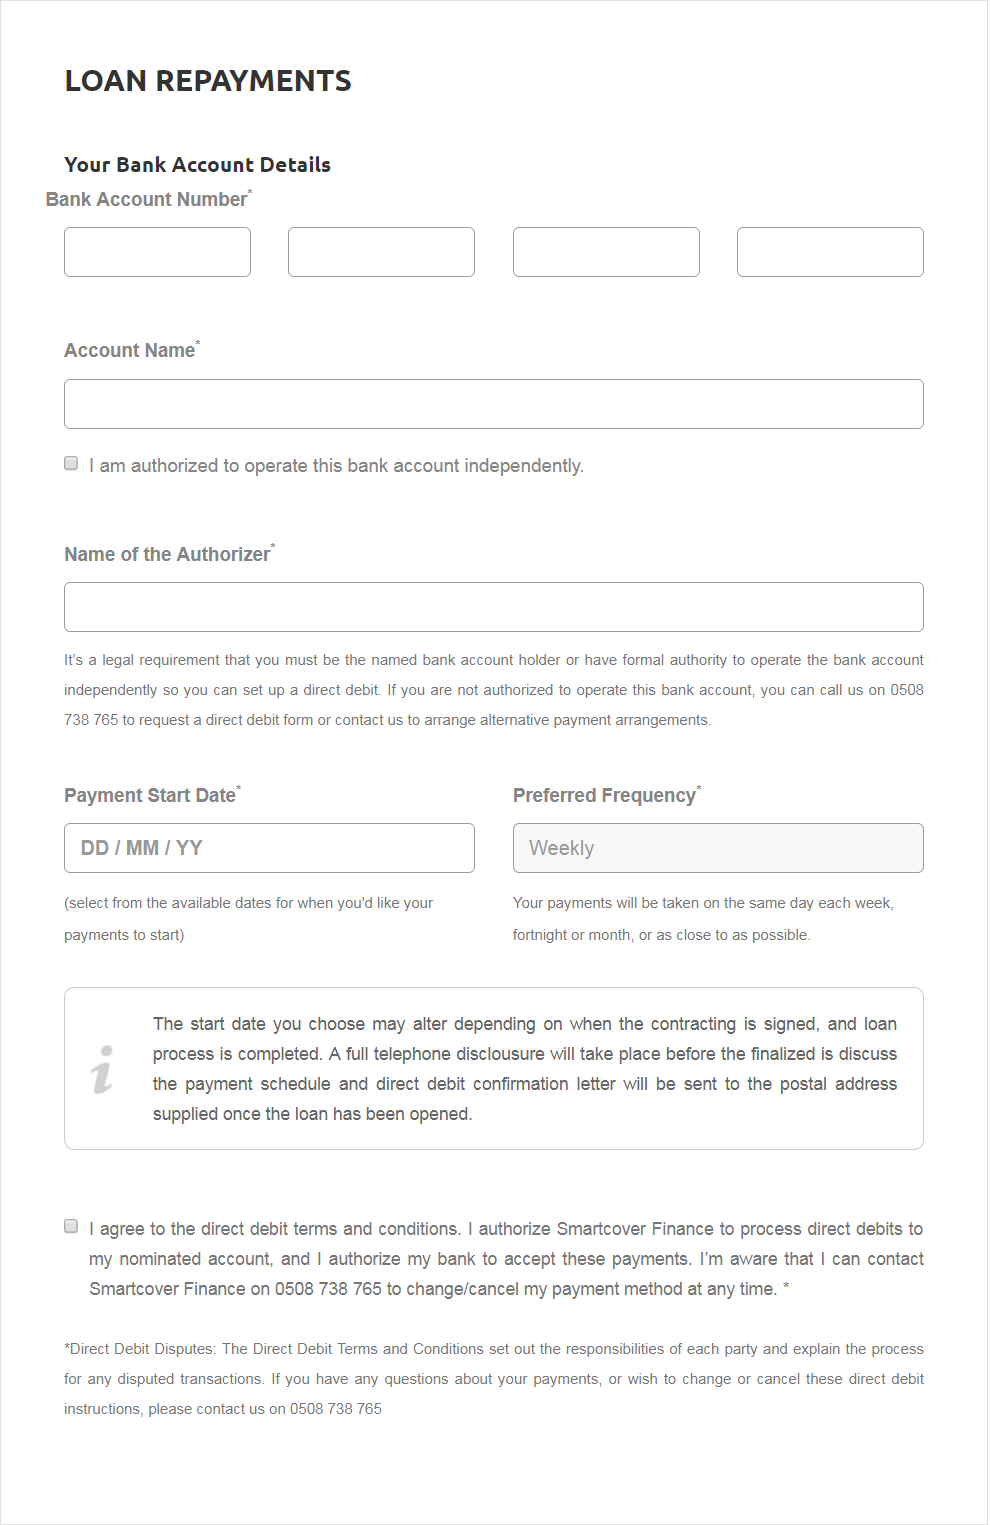 LOAN REPAYMENTS
Your Bank Account Details
Bank Account Number*
Account Name*
I am authorized to operate this bank account independently.
Name of the Authorizer*
It's a legal requirement that you must be the named bank account holder or have formal authority to operate the bank account
independently so you can set up a direct debit. If you are not authorized to operate this bank account, you can call us on 0508
738 765 to request a direct debit form or contact us to arrange alternative payment arrangements.
Payment Start Date*
Preferred Frequency*
DD / MM / YY
Weekly
(select from the available dates for when you'd like your
payments to start)
Your payments will be taken on the same day each week,
fortnight or month, or as close to as possible.
The start date you choose may alter depending on when the contracting is signed, and loan
process is completed. A full telephone disclousure will take place before the finalized is discuss
the payment schedule and direct debit confirmation letter will be sent to the postal address
supplied once the loan has been opened.
I agree to the direct debit terms and conditions. I authorize Smartcover Finance to process direct debits to
my nominated account, and I authorize my bank to accept these payments. I'm aware that I can contact
Smartcover Finance on 0508 738 765 to change/cancel my payment method at any time. *
*Direct Debit Disputes: The Direct Debit Terms and Conditions set out the responsibilities of each party and explain the process
for any disputed transactions. If you have any questions about your payments, or wish to change or cancel these direct debit
instructions, please contact us on 0508 738 765